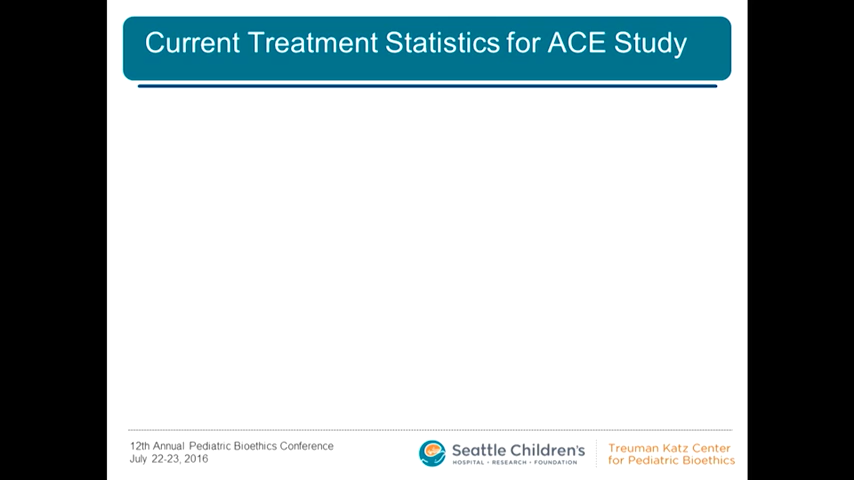 Current Treatment Statistics for ACE Study
12th Annual Pediatric Bioethics Conference
July 22-23, 2016
Seattle Children's
HOSPITAL • RESEARCH • FOUNDATION
Treuman Katz Center
for Pediatric Bioethics